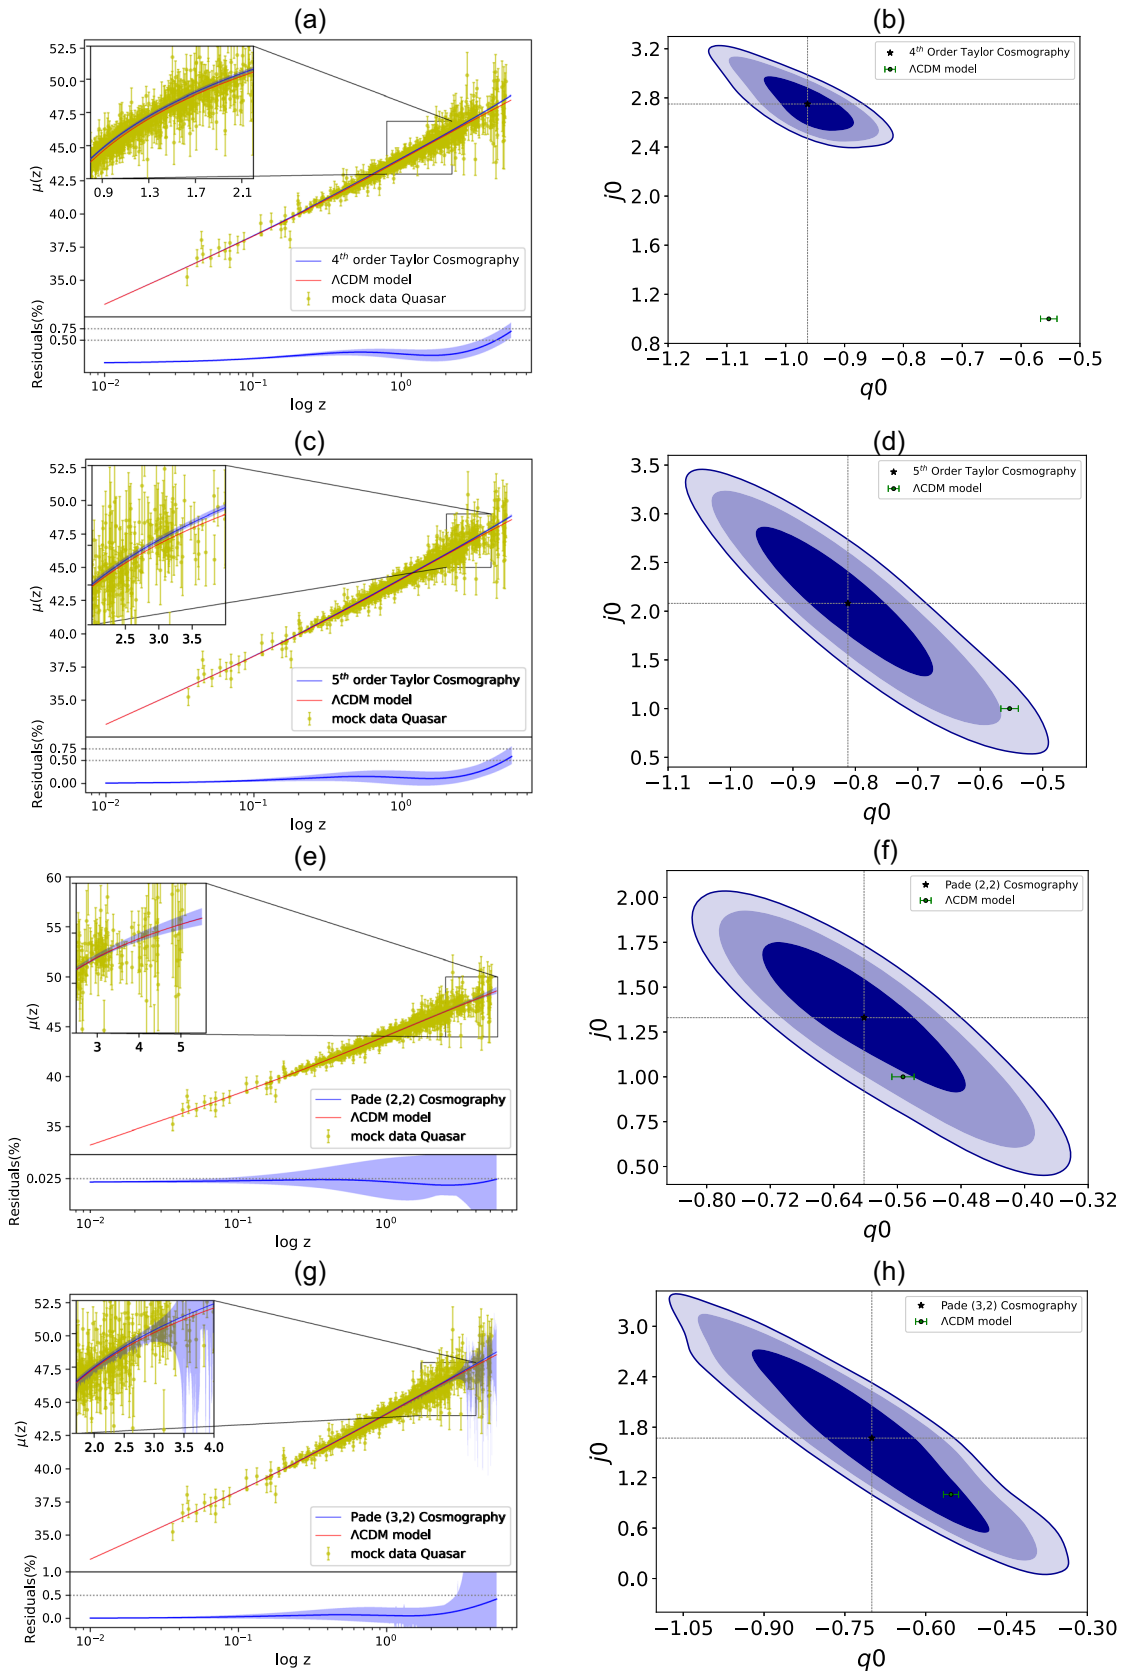 (a)
52.5
50.0
47.5
45.0
42.5
40.0
37.5
35.0
μ(z)
0.9 1.3 1.7 2.1
4th order Taylor Cosmography
ΛCDM model
mock data Quasar
Residuals(%)
0.75
0.50
10−2 10−1 100
log z
(b)
3.2
2.8
2.4
2.0
1.6
1.2
0.8
j0
4th Order Taylor Cosmography
ΛCDM model
−1.2 −1.1 −1.0 −0.9 −0.8 −0.7 −0.6 −0.5
q0
(c)
52.5
50.0
47.5
45.0
42.5
40.0
37.5
35.0
μ(z)
2.5 3.0 3.5
5th order Taylor Cosmography
ΛCDM model
mock data Quasar
Residuals(%)
0.75
0.50
0.00
10−2 10−1 100
log z
(d)
3.5
3.0
2.5
2.0
1.5
1.0
0.5
j0
5th Order Taylor Cosmography
ΛCDM model
−1.1 −1.0 −0.9 −0.8 −0.7 −0.6 −0.5
q0
(e)
60
55
50
45
40
35
μ(z)
3 4 5
Pade (2,2) Cosmography
ΛCDM model
mock data Quasar
Residuals(%)
0.025
10−2 10−1 100
log z
(f)
2.00
1.75
1.50
1.25
1.00
0.75
0.50
j0
Pade (2,2) Cosmography
ΛCDM model
−0.80 −0.72 −0.64 −0.56 −0.48 −0.40 −0.32
q0
(g)
52.5
50.0
47.5
45.0
42.5
40.0
37.5
35.0
μ(z)
2.0 2.5 3.0 3.5 4.0
Pade (3,2) Cosmography
ΛCDM model
mock data Quasar
Residuals(%)
1.0
0.5
0.0
10−2 10−1 100
log z
(h)
3.0
2.4
1.8
1.2
0.6
0.0
j0
Pade (3,2) Cosmography
ΛCDM model
−1.05 −0.90 −0.75 −0.60 −0.45 −0.30
q0